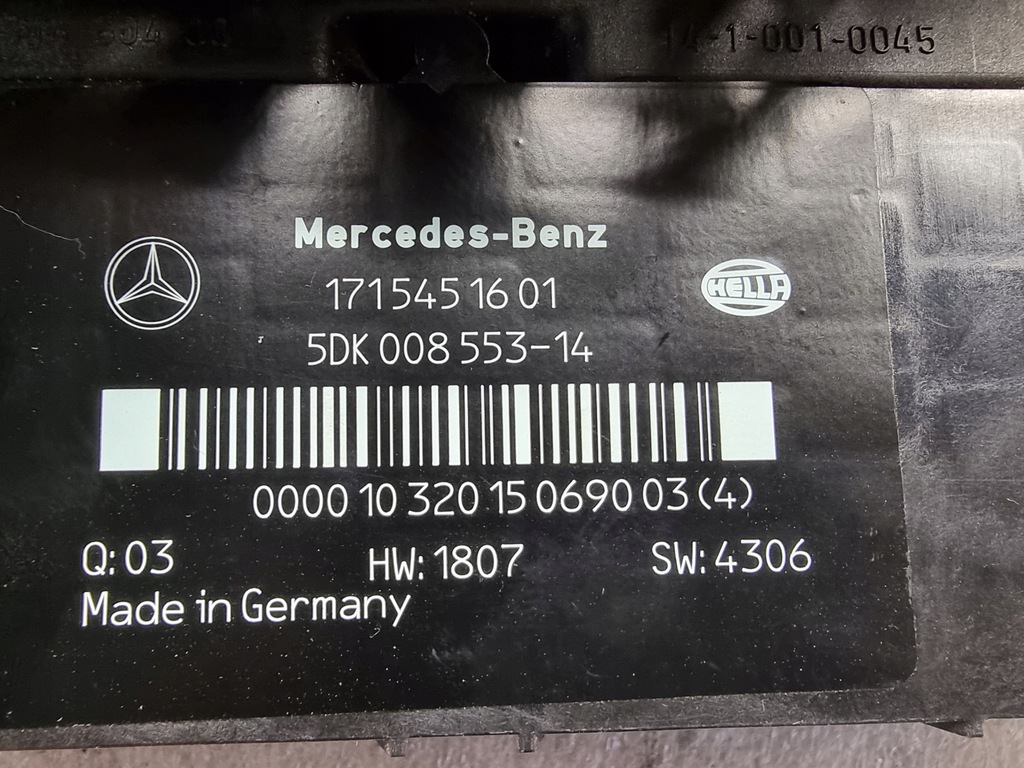 14-1-001-0045
Mercedes-Benz
171 545 16 01
HELLA
5DK 008 553-14
0000 10 320 15 0690 03 (4)
Q: 03 HW: 1807 SW: 4306
Made in Germany